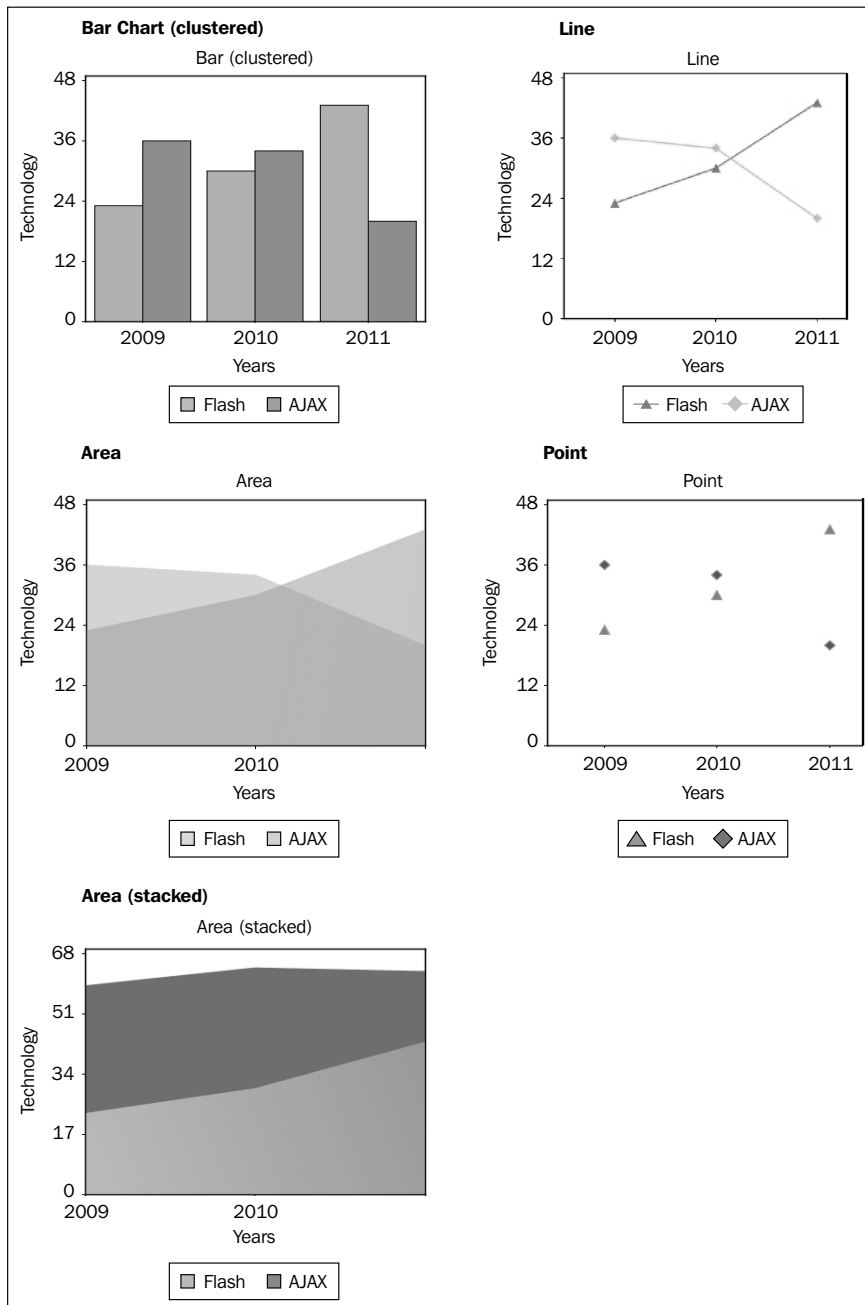 Bar Chart (clustered)
Bar (clustered)
48
36
24
12
0
Technology
2009 2010 2011
Years
Flash AJAX
Line
Line
48
36
24
12
0
Technology
2009 2010 2011
Years
Flash AJAX
Area
Area
48
36
24
12
0
Technology
2009 2010
Years
Flash AJAX
Point
Point
48
36
24
12
0
Technology
2009 2010 2011
Years
Flash AJAX
Area (stacked)
Area (stacked)
68
51
34
17
0
Technology
2009 2010
Years
Flash AJAX